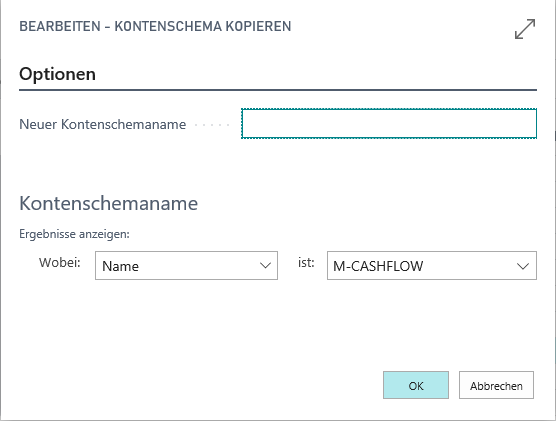 BEARBEITEN - KONTENSCHEMA KOPIEREN
Optionen
Neuer Kontenschemaname
Kontenschemaname
Ergebnisse anzeigen:
Wobei: Name ist: M-CASHFLOW
OK Abbrechen